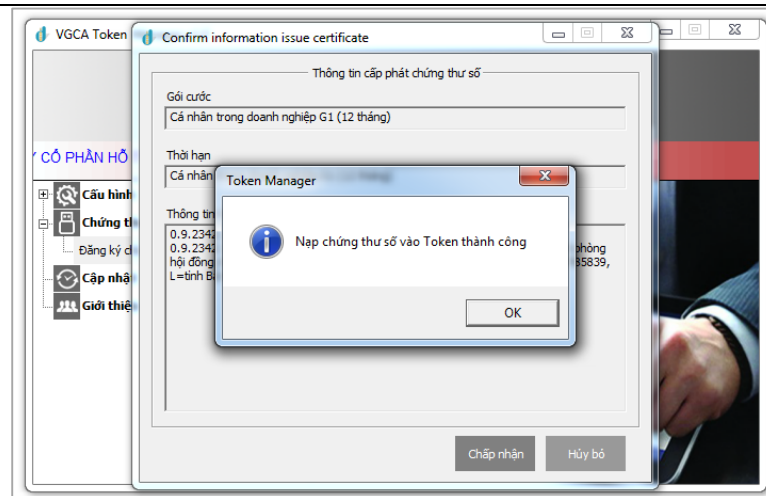 VGCA Token
Confirm information issue certificate
Thông tin cấp phát chứng thư số
Gói cước
Cá nhân trong doanh nghiệp G1 (12 tháng)
CỔ PHẦN HỖ
Thời hạn
Cá nhân
Token Manager
Cấu hình
Thông tin
Chứng
0.9.2342
Nạp chứng thư số vào Token thành công
0.9.2342
phòng
Đăng ký
hội đồng
35839,
L=tỉnh
Cập nhậ
Giới thiệ
OK
Chấp nhận
Hủy bỏ